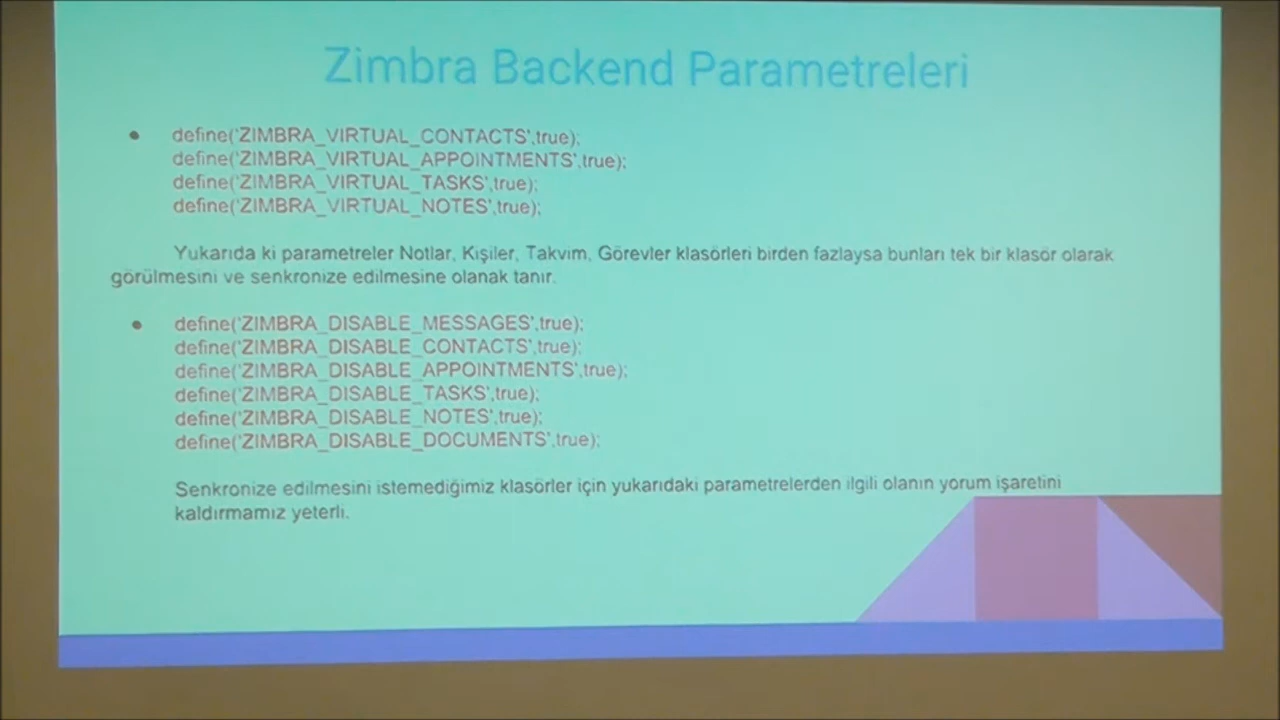 Zimbra Backend Parametreleri
● define('ZIMBRA_VIRTUAL_CONTACTS',true);
define('ZIMBRA_VIRTUAL_APPOINTMENTS',true);
define('ZIMBRA_VIRTUAL_TASKS',true);
define('ZIMBRA_VIRTUAL_NOTES',true);
Yukarıda ki parametreler Notlar, Kişiler, Takvim, Görevler klasörleri birden fazlaysa bunları tek bir klasör olarak
görülmesini ve senkronize edilmesine olanak tanır.
● define('ZIMBRA_DISABLE_MESSAGES',true);
define('ZIMBRA_DISABLE_CONTACTS',true);
define('ZIMBRA_DISABLE_APPOINTMENTS',true);
define('ZIMBRA_DISABLE_TASKS',true);
define('ZIMBRA_DISABLE_NOTES',true);
define('ZIMBRA_DISABLE_DOCUMENTS',true);
Senkronize edilmesini istemediğimiz klasörler için yukarıdaki parametrelerden ilgili olanın yorum işaretini
kaldırmamız yeterli.